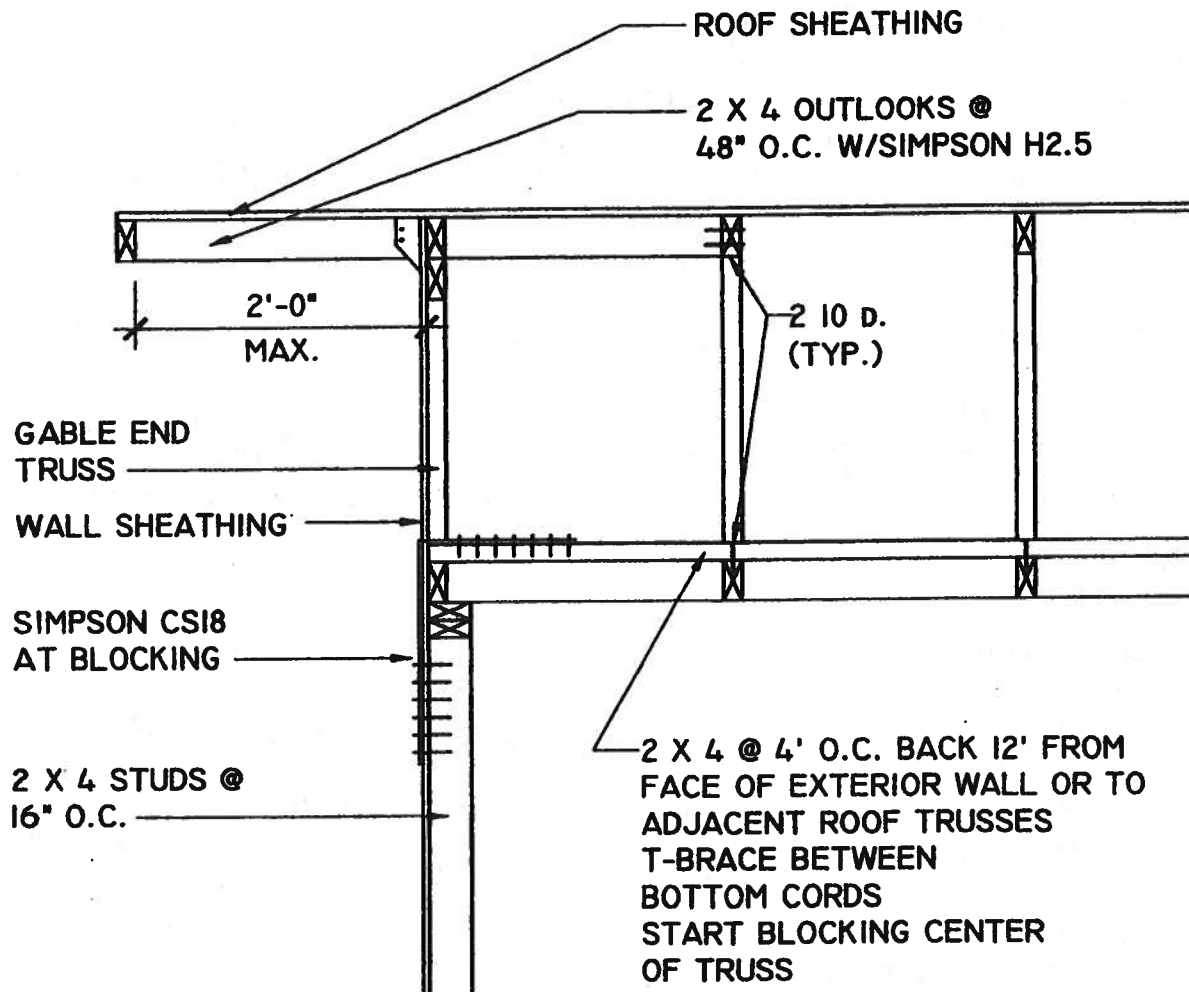 ROOF SHEATHING
2 X 4 OUTLOOKS @
48" O.C. W/SIMPSON H2.5
2'-0"
MAX.
2 10 D.
(TYP.)
GABLE END
TRUSS
WALL SHEATHING
SIMPSON CS18
AT BLOCKING
2 X 4 STUDS @
16" O.C.
2 X 4 @ 4' O.C. BACK 12' FROM
FACE OF EXTERIOR WALL OR TO
ADJACENT ROOF TRUSSES
T-BRACE BETWEEN
BOTTOM CORDS
START BLOCKING CENTER
OF TRUSS